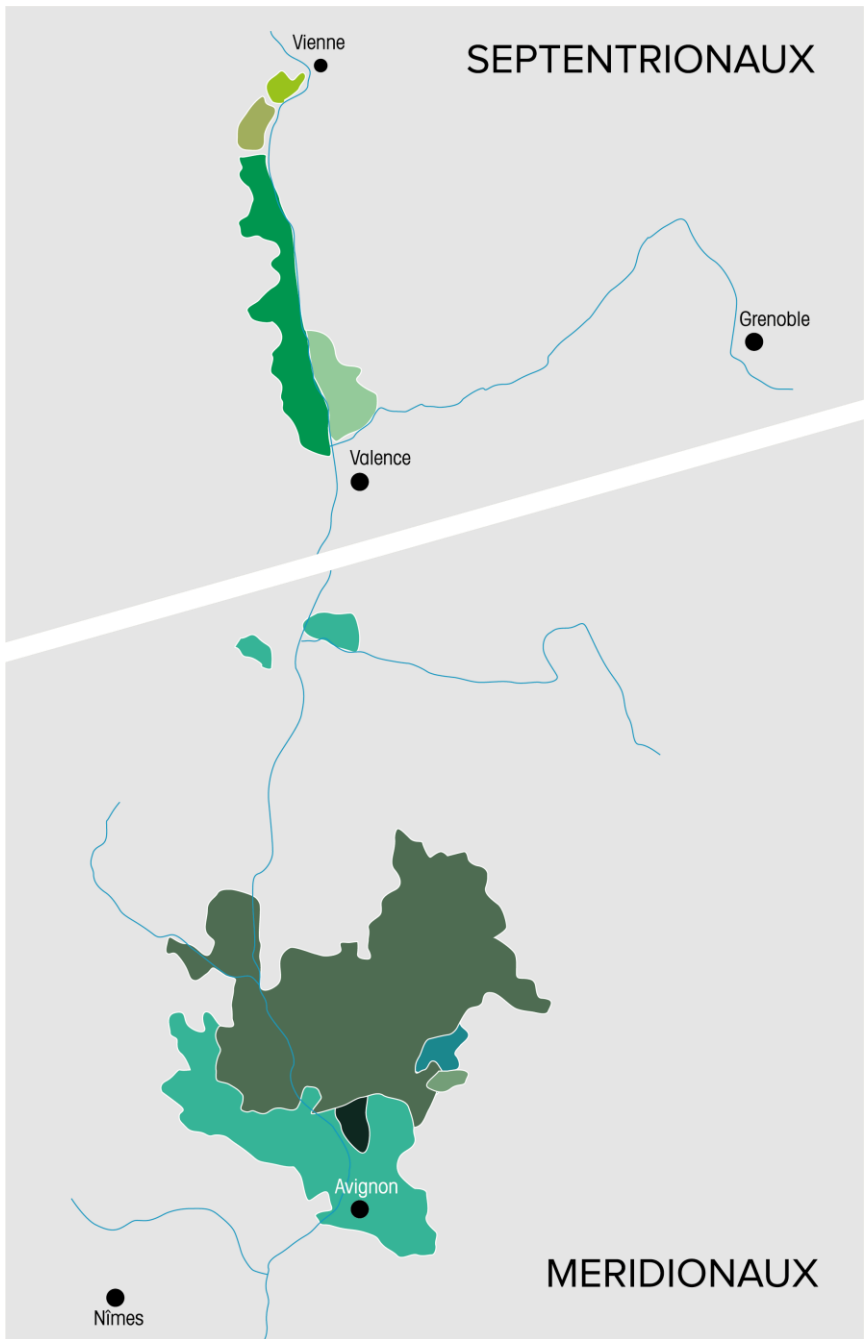 Vienne
SEPTENTRIONAUX
Grenoble
Valence
Avignon
MERIDIONAUX
Nîmes